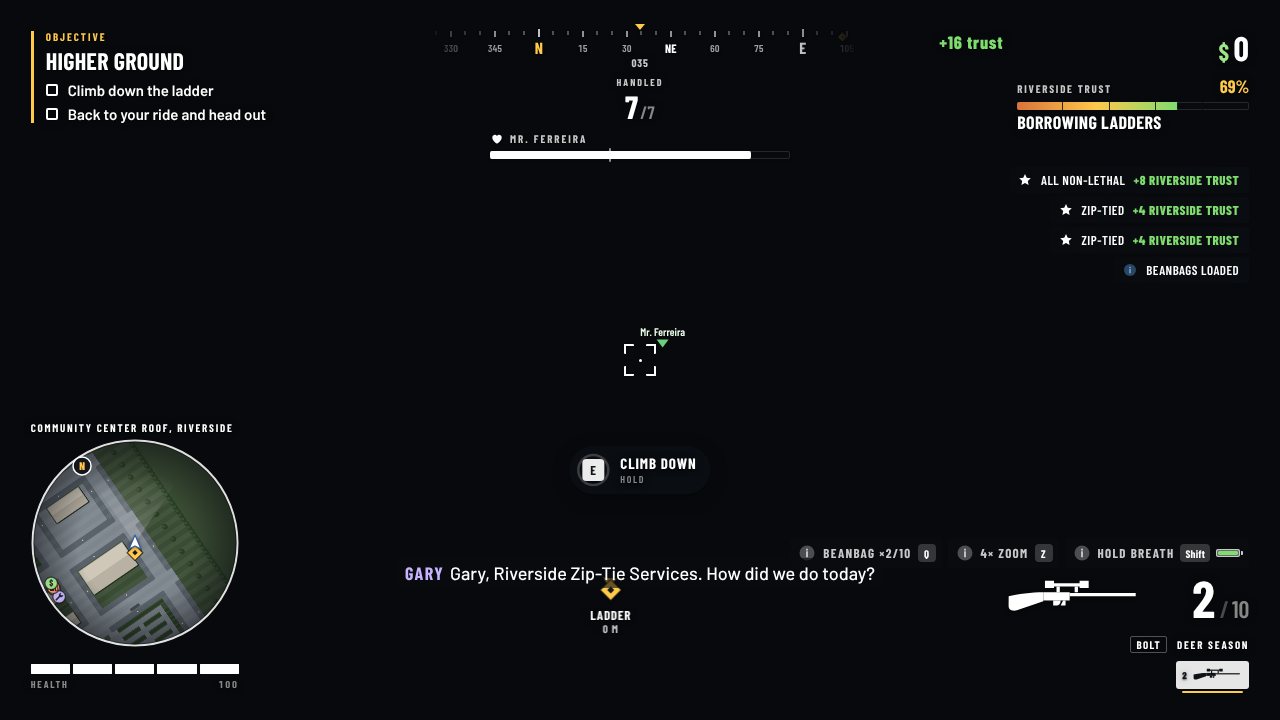 OBJECTIVE
HIGHER GROUND
Climb down the ladder
Back to your ride and head out
330 345 N 15 30 NE 60 75 E 105
035
HANDLED
7/7
MR. FERREIRA
+16 trust
$0
RIVERSIDE TRUST 69%
BORROWING LADDERS
ALL NON-LETHAL +8 RIVERSIDE TRUST
ZIP-TIED +4 RIVERSIDE TRUST
ZIP-TIED +4 RIVERSIDE TRUST
BEANBAGS LOADED
Mr. Ferreira
E CLIMB DOWN
HOLD
COMMUNITY CENTER ROOF, RIVERSIDE
N
$
HEALTH 100
GARY Gary, Riverside Zip-Tie Services. How did we do today?
LADDER
0 M
BEANBAG ×2/10 Q
4× ZOOM Z
HOLD BREATH Shift
2/10
BOLT DEER SEASON
2